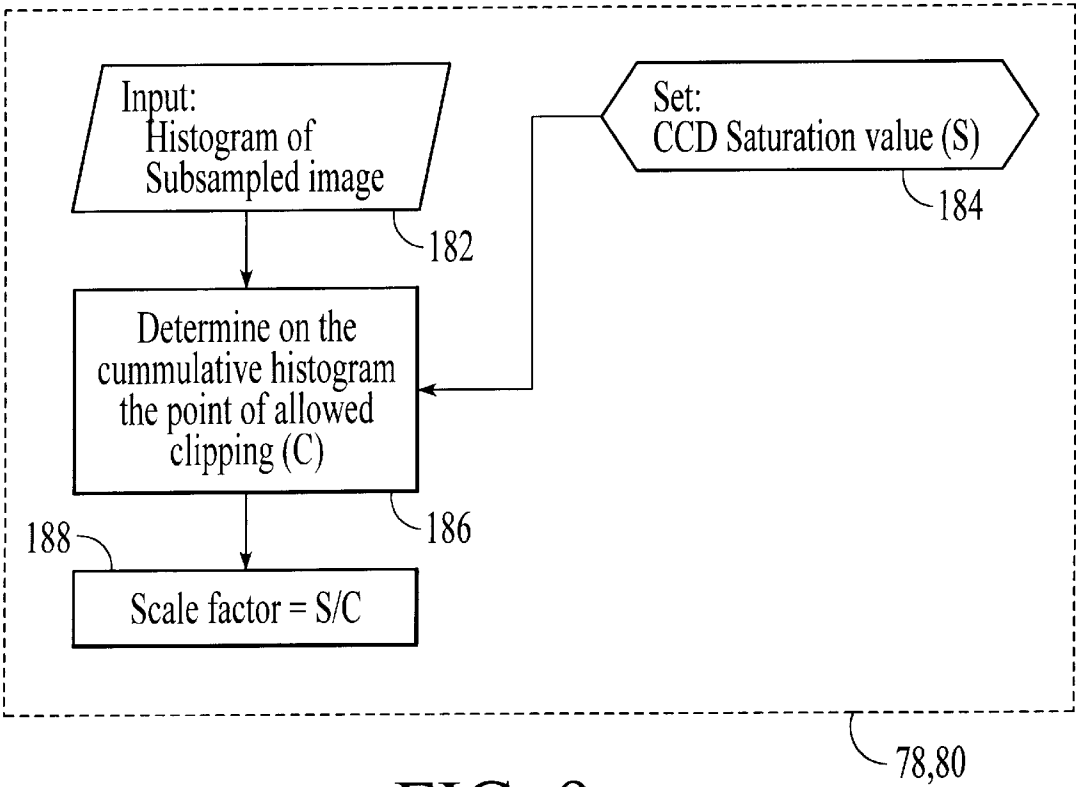 Input:
Histogram of
Subsampled image
182
Set:
CCD Saturation value (S)
184
Determine on the
cummulative histogram
the point of allowed
clipping (C)
186
188
Scale factor = S/C
78,80